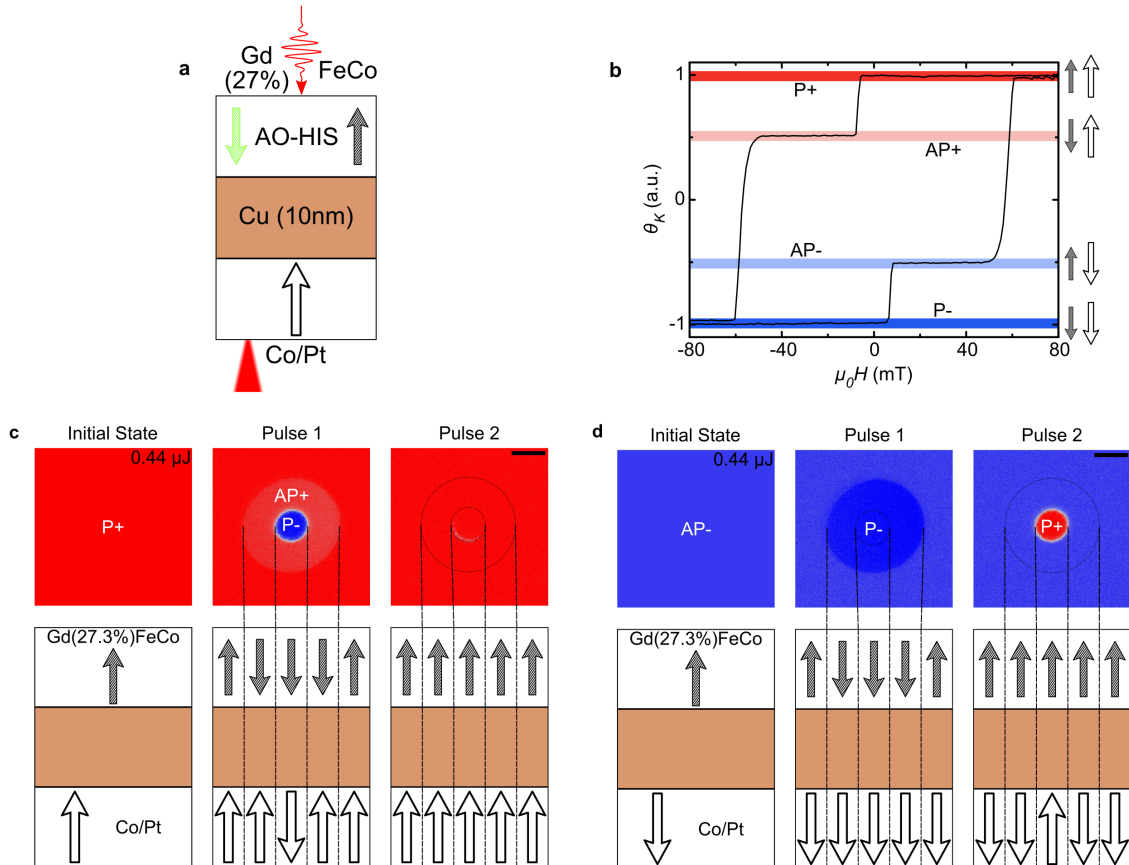 a
Gd
(27%)
FeCo
AO-HIS
Cu (10nm)
Co/Pt
b
θK (a.u.)
1
0
-1
P+
AP+
AP-
P-
-80
-40
0
40
80
μ0H (mT)
c
Initial State
Pulse 1
Pulse 2
0.44 μJ
P+
AP+
P-
Gd(27.3%)FeCo
Co/Pt
d
Initial State
Pulse 1
Pulse 2
0.44 μJ
AP-
P-
P+
Gd(27.3%)FeCo
Co/Pt